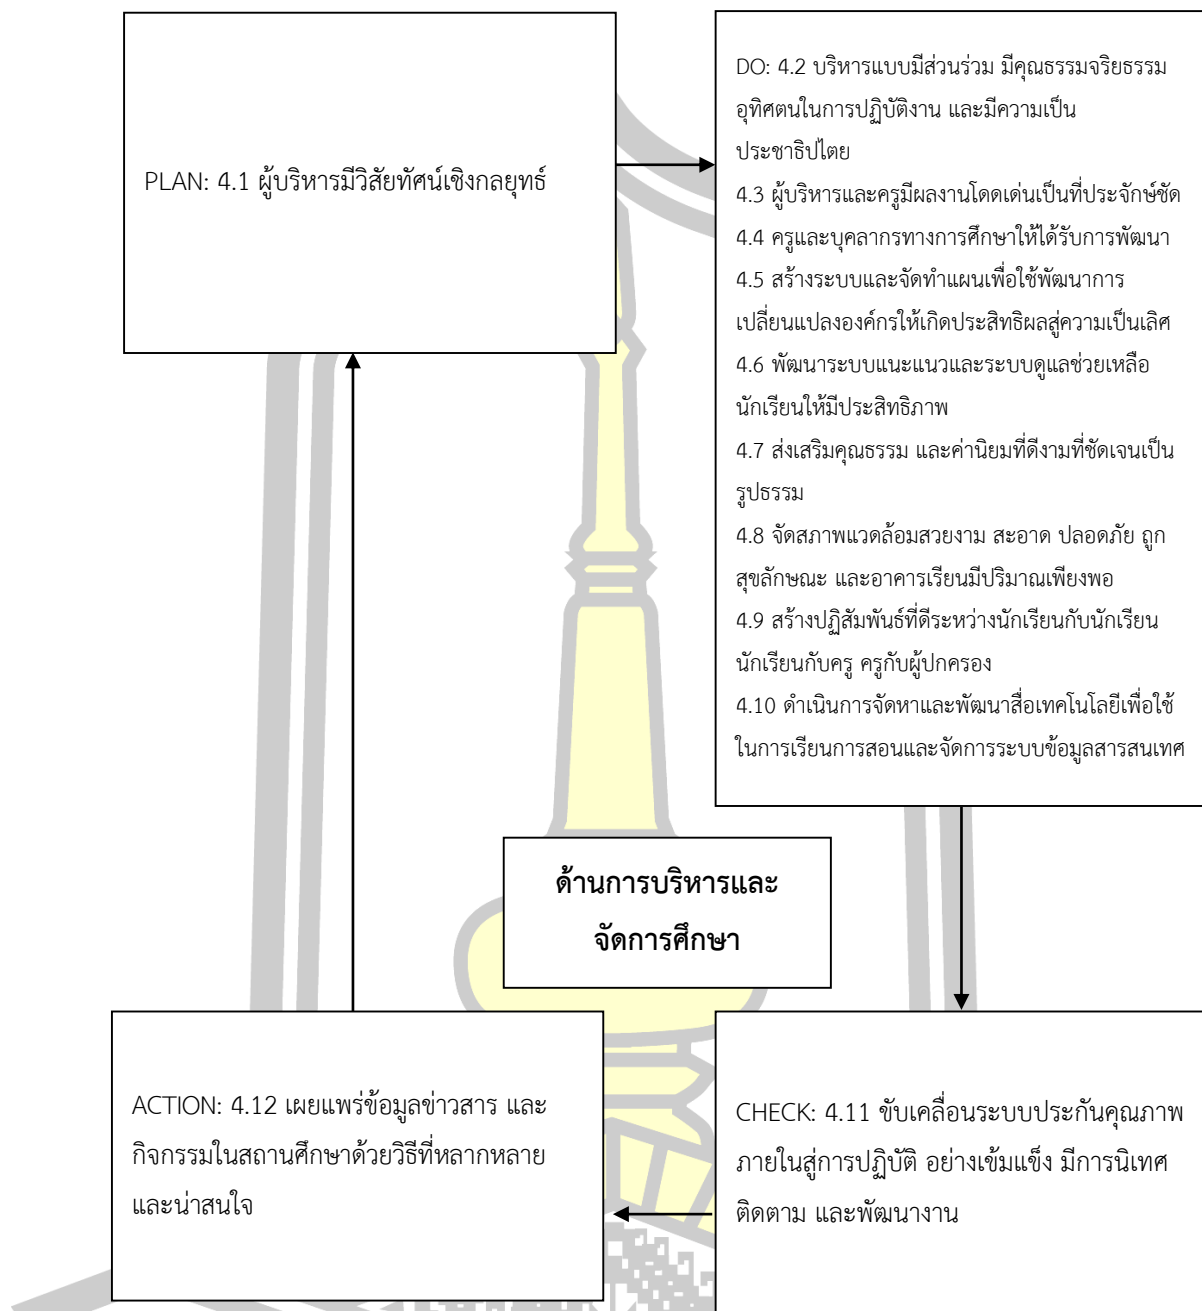 PLAN: 4.1 ผู้บริหารมีวิสัยทัศน์เชิงกลยุทธ์
DO: 4.2 บริหารแบบมีส่วนร่วม มีคุณธรรมจริยธรรม
อุทิศตนในการปฏิบัติงาน และมีความเป็น
ประชาธิปไตย
4.3 ผู้บริหารและครูมีผลงานโดดเด่นเป็นที่ประจักษ์ชัด
4.4 ครูและบุคลากรทางการศึกษาให้ได้รับการพัฒนา
4.5 สร้างระบบและจัดทำแผนเพื่อใช้พัฒนาการ
เปลี่ยนแปลงองค์กรให้เกิดประสิทธิผลสู่ความเป็นเลิศ
4.6 พัฒนาระบบแนะแนวและระบบดูแลช่วยเหลือ
นักเรียนให้มีประสิทธิภาพ
4.7 ส่งเสริมคุณธรรม และค่านิยมที่ดีงามที่ชัดเจนเป็น
รูปธรรม
4.8 จัดสภาพแวดล้อมสวยงาม สะอาด ปลอดภัย ถูก
สุขลักษณะ และอาคารเรียนมีปริมาณเพียงพอ
4.9 สร้างปฏิสัมพันธ์ที่ดีระหว่างนักเรียนกับนักเรียน
นักเรียนกับครู ครูกับผู้ปกครอง
4.10 ดำเนินการจัดหาและพัฒนาสื่อเทคโนโลยีเพื่อใช้
ในการเรียนการสอนและจัดการระบบข้อมูลสารสนเทศ
ด้านการบริหารและ
จัดการศึกษา
ACTION: 4.12 เผยแพร่ข้อมูลข่าวสาร และ
กิจกรรมในสถานศึกษาด้วยวิธีที่หลากหลาย
และน่าสนใจ
CHECK: 4.11 ขับเคลื่อนระบบประกันคุณภาพ
ภายในสู่การปฏิบัติ อย่างเข้มแข็ง มีการนิเทศ
ติดตาม และพัฒนางาน